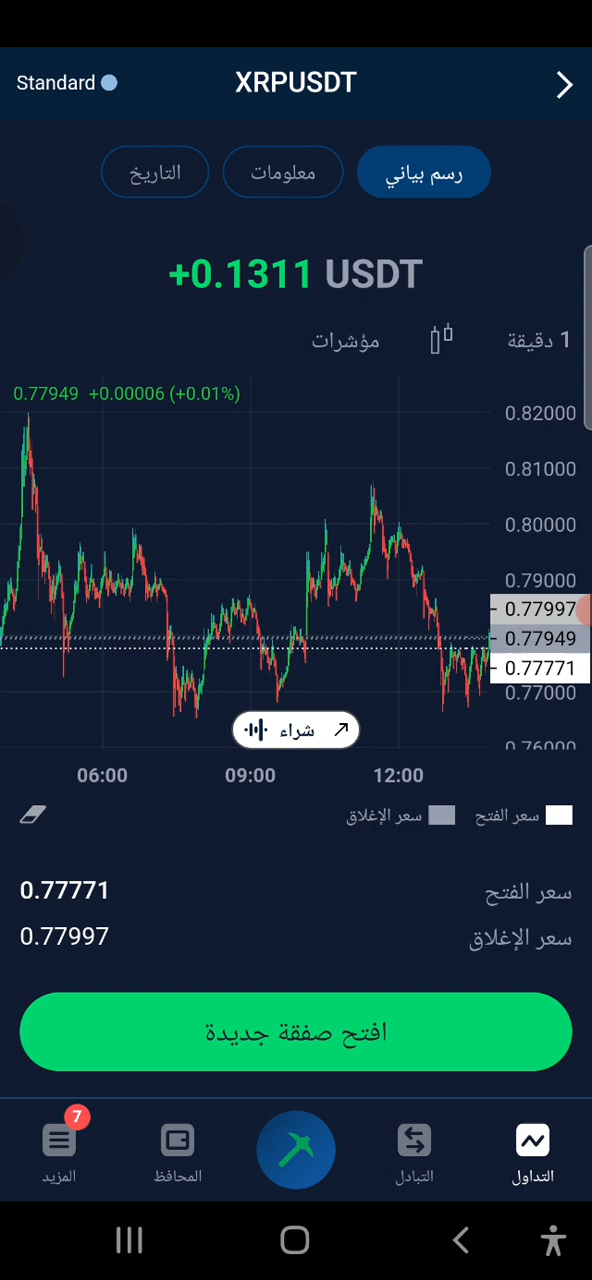 Standard XRPUSDT
رسم بياني معلومات التاريخ
+0.1311 USDT
1 دقيقة مؤشرات
0.77949 +0.00006 (+0.01%)
0.82000
0.81000
0.80000
0.79000
0.77997
0.77949
0.77771
0.77000
0.76000
شراء
06:00 09:00 12:00
سعر الفتح سعر الإغلاق
سعر الفتح 0.77771
سعر الإغلاق 0.77997
افتح صفقة جديدة
7
التداول التبادل المحافظ المزيد